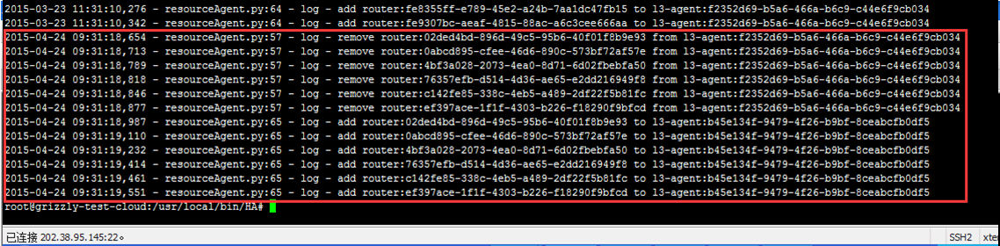 2015-03-23 11:31:10,276 - resourceAgent.py:64 - log - add router:fe8355ff-e789-45e2-a24b-7aa1dc47fb15 to l3-agent:f2352d69-b5a6-466a-b6c9-c44e6f9cb034
2015-03-23 11:31:10,342 - resourceAgent.py:64 - log - add router:fe9307bc-aeaf-4815-88ac-a6c3cee666aa to l3-agent:f2352d69-b5a6-466a-b6c9-c44e6f9cb034
2015-04-24 09:31:18,654 - resourceAgent.py:57 - log - remove router:02ded4bd-896d-49c5-95b6-40f01f8b9e93 from l3-agent:f2352d69-b5a6-466a-b6c9-c44e6f9cb034
2015-04-24 09:31:18,713 - resourceAgent.py:57 - log - remove router:0abcd895-cfee-46d6-890c-573bf72af57e from l3-agent:f2352d69-b5a6-466a-b6c9-c44e6f9cb034
2015-04-24 09:31:18,789 - resourceAgent.py:57 - log - remove router:4bf3a028-2073-4ea0-8d71-6d02fbebfa50 from l3-agent:f2352d69-b5a6-466a-b6c9-c44e6f9cb034
2015-04-24 09:31:18,818 - resourceAgent.py:57 - log - remove router:76357efb-d514-4d36-ae65-e2dd216949f8 from l3-agent:f2352d69-b5a6-466a-b6c9-c44e6f9cb034
2015-04-24 09:31:18,846 - resourceAgent.py:57 - log - remove router:c142fe85-338c-4eb5-a489-2df22f5b81fc from l3-agent:f2352d69-b5a6-466a-b6c9-c44e6f9cb034
2015-04-24 09:31:18,877 - resourceAgent.py:57 - log - remove router:ef397ace-1f1f-4303-b226-f18290f9bfcd from l3-agent:f2352d69-b5a6-466a-b6c9-c44e6f9cb034
2015-04-24 09:31:18,987 - resourceAgent.py:65 - log - add router:02ded4bd-896d-49c5-95b6-40f01f8b9e93 to l3-agent:b45e134f-9479-4f26-b9bf-8ceabcfb0df5
2015-04-24 09:31:19,110 - resourceAgent.py:65 - log - add router:0abcd895-cfee-46d6-890c-573bf72af57e to l3-agent:b45e134f-9479-4f26-b9bf-8ceabcfb0df5
2015-04-24 09:31:19,232 - resourceAgent.py:65 - log - add router:4bf3a028-2073-4ea0-8d71-6d02fbebfa50 to l3-agent:b45e134f-9479-4f26-b9bf-8ceabcfb0df5
2015-04-24 09:31:19,414 - resourceAgent.py:65 - log - add router:76357efb-d514-4d36-ae65-e2dd216949f8 to l3-agent:b45e134f-9479-4f26-b9bf-8ceabcfb0df5
2015-04-24 09:31:19,461 - resourceAgent.py:65 - log - add router:c142fe85-338c-4eb5-a489-2df22f5b81fc to l3-agent:b45e134f-9479-4f26-b9bf-8ceabcfb0df5
2015-04-24 09:31:19,551 - resourceAgent.py:65 - log - add router:ef397ace-1f1f-4303-b226-f18290f9bfcd to l3-agent:b45e134f-9479-4f26-b9bf-8ceabcfb0df5
root@grizzly-test-cloud:/usr/local/bin/HA#
已连接 202.38.95.145:22。 SSH2 xte